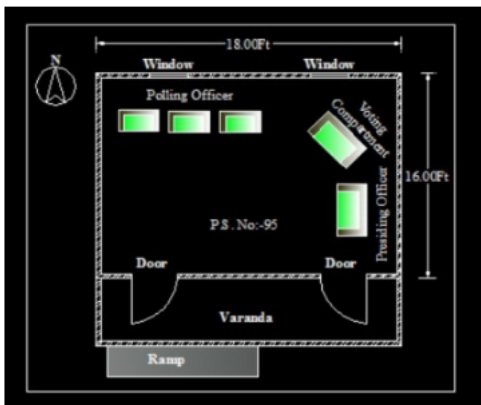 18.00Ft
N
Window
Window
Polling Officer
Voting
Compartment
16.00Ft
Presiding Officer
P.S. No:-95
Door
Door
Varanda
Ramp